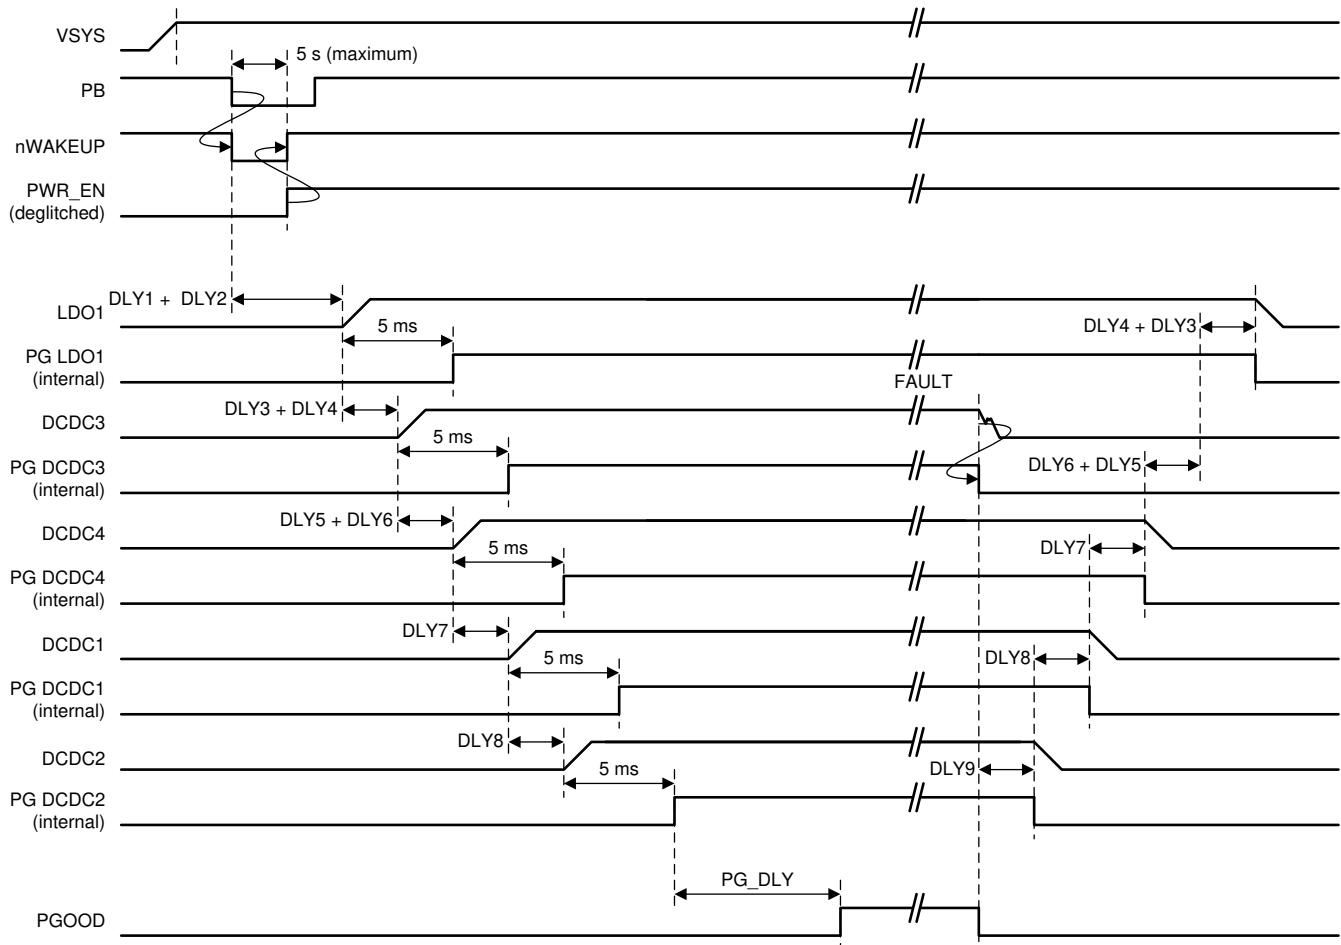 VSYS
5 s (maximum)
PB
nWAKEUP
PWR_EN
(deglitched)
DLY1 + DLY2
LDO1
5 ms
DLY4 + DLY3
PG LDO1
(internal)
FAULT
DLY3 + DLY4
DCDC3
5 ms
PG DCDC3
(internal)
DLY6 + DLY5
DLY5 + DLY6
DCDC4
5 ms
DLY7
PG DCDC4
(internal)
DLY7
DCDC1
5 ms
DLY8
PG DCDC1
(internal)
DLY8
DCDC2
5 ms
DLY9
PG DCDC2
(internal)
PG_DLY
PGOOD